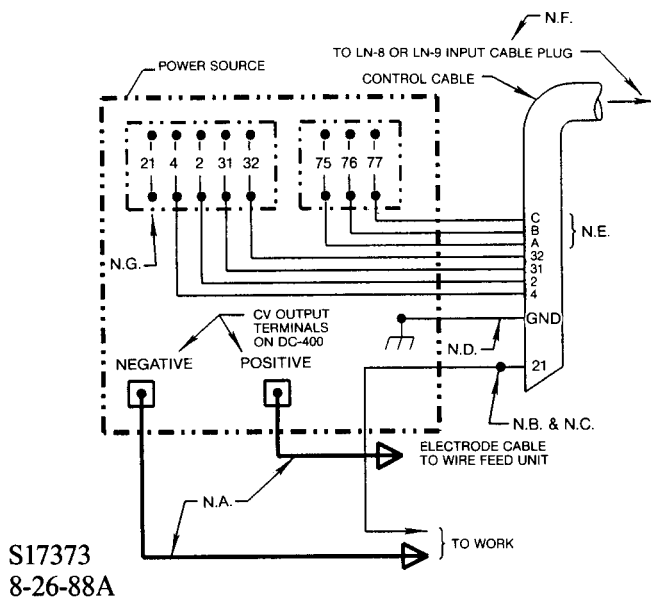 N.F.
TO LN-8 OR LN-9 INPUT CABLE PLUG
POWER SOURCE
CONTROL CABLE
21 4 2 31 32
75 76 77
C
B
A
N.E.
32
31
2
4
N.G.
GND
N.D.
CV OUTPUT
TERMINALS
ON DC-400
NEGATIVE
POSITIVE
21
N.B. & N.C.
ELECTRODE CABLE
TO WIRE FEED UNIT
N.A.
TO WORK
S17373
8-26-88A